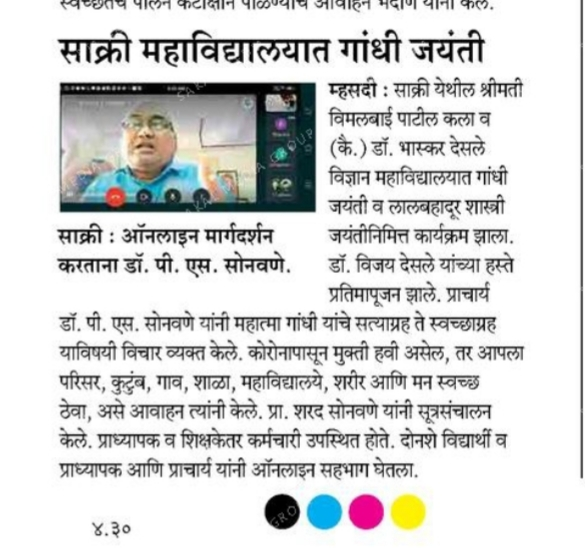 स्वच्छतेचे पालन कटाक्षाने पाळण्याचे आवाहन भदाणे यांनी केले.
साक्री महाविद्यालयात गांधी जयंती
म्हसदी : साक्री येथील श्रीमती
विमलबाई पाटील कला व
(कै.) डॉ. भास्कर देसले
विज्ञान महाविद्यालयात गांधी
जयंती व लालबहादूर शास्त्री
जयंतीनिमित्त कार्यक्रम झाला.
डॉ. विजय देसले यांच्या हस्ते
प्रतिमापूजन झाले. प्राचार्य
साक्री : ऑनलाइन मार्गदर्शन
करताना डॉ. पी. एस. सोनवणे.
डॉ. पी. एस. सोनवणे यांनी महात्मा गांधी यांचे सत्याग्रह ते स्वच्छाग्रह
याविषयी विचार व्यक्त केले. कोरोनापासून मुक्ती हवी असेल, तर आपला
परिसर, कुटुंब, गाव, शाळा, महाविद्यालये, शरीर आणि मन स्वच्छ
ठेवा, असे आवाहन त्यांनी केले. प्रा. शरद सोनवणे यांनी सूत्रसंचालन
केले. प्राध्यापक व शिक्षकेतर कर्मचारी उपस्थित होते. दोनशे विद्यार्थी व
प्राध्यापक आणि प्राचार्य यांनी ऑनलाइन सहभाग घेतला.
४.३०